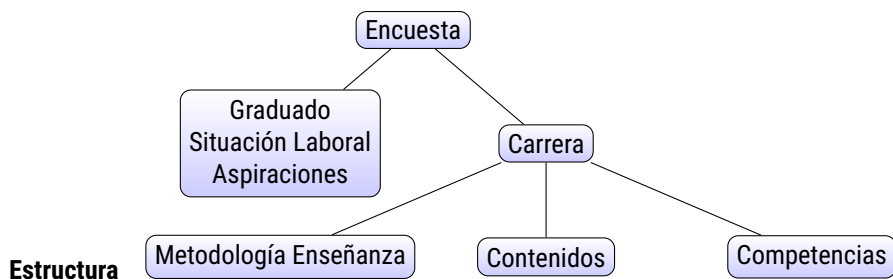 Encuesta
Graduado
Situación Laboral
Aspiraciones
Carrera
Metodología Enseñanza
Contenidos
Competencias
Estructura